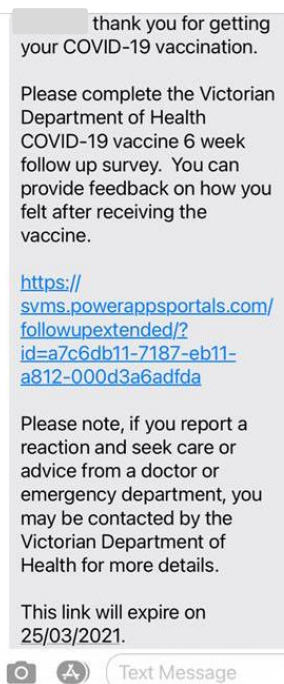 thank you for getting
your COVID-19 vaccination.
Please complete the Victorian
Department of Health
COVID-19 vaccine 6 week
follow up survey.  You can
provide feedback on how you
felt after receiving the
vaccine.
https://
svms.powerappsportals.com/
followupextended/?
id=a7c6db11-7187-eb11-
a812-000d3a6adfda
Please note, if you report a
reaction and seek care or
advice from a doctor or
emergency department, you
may be contacted by the
Victorian Department of
Health for more details.
This link will expire on
25/03/2021.
Text Message